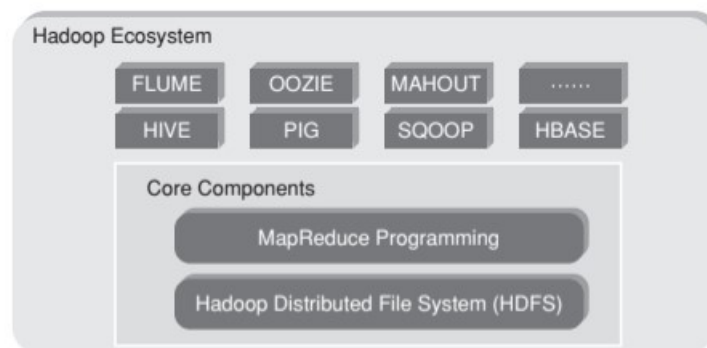 Hadoop Ecosystem
FLUME OOZIE MAHOUT ......
HIVE PIG SQOOP HBASE
Core Components
MapReduce Programming
Hadoop Distributed File System (HDFS)